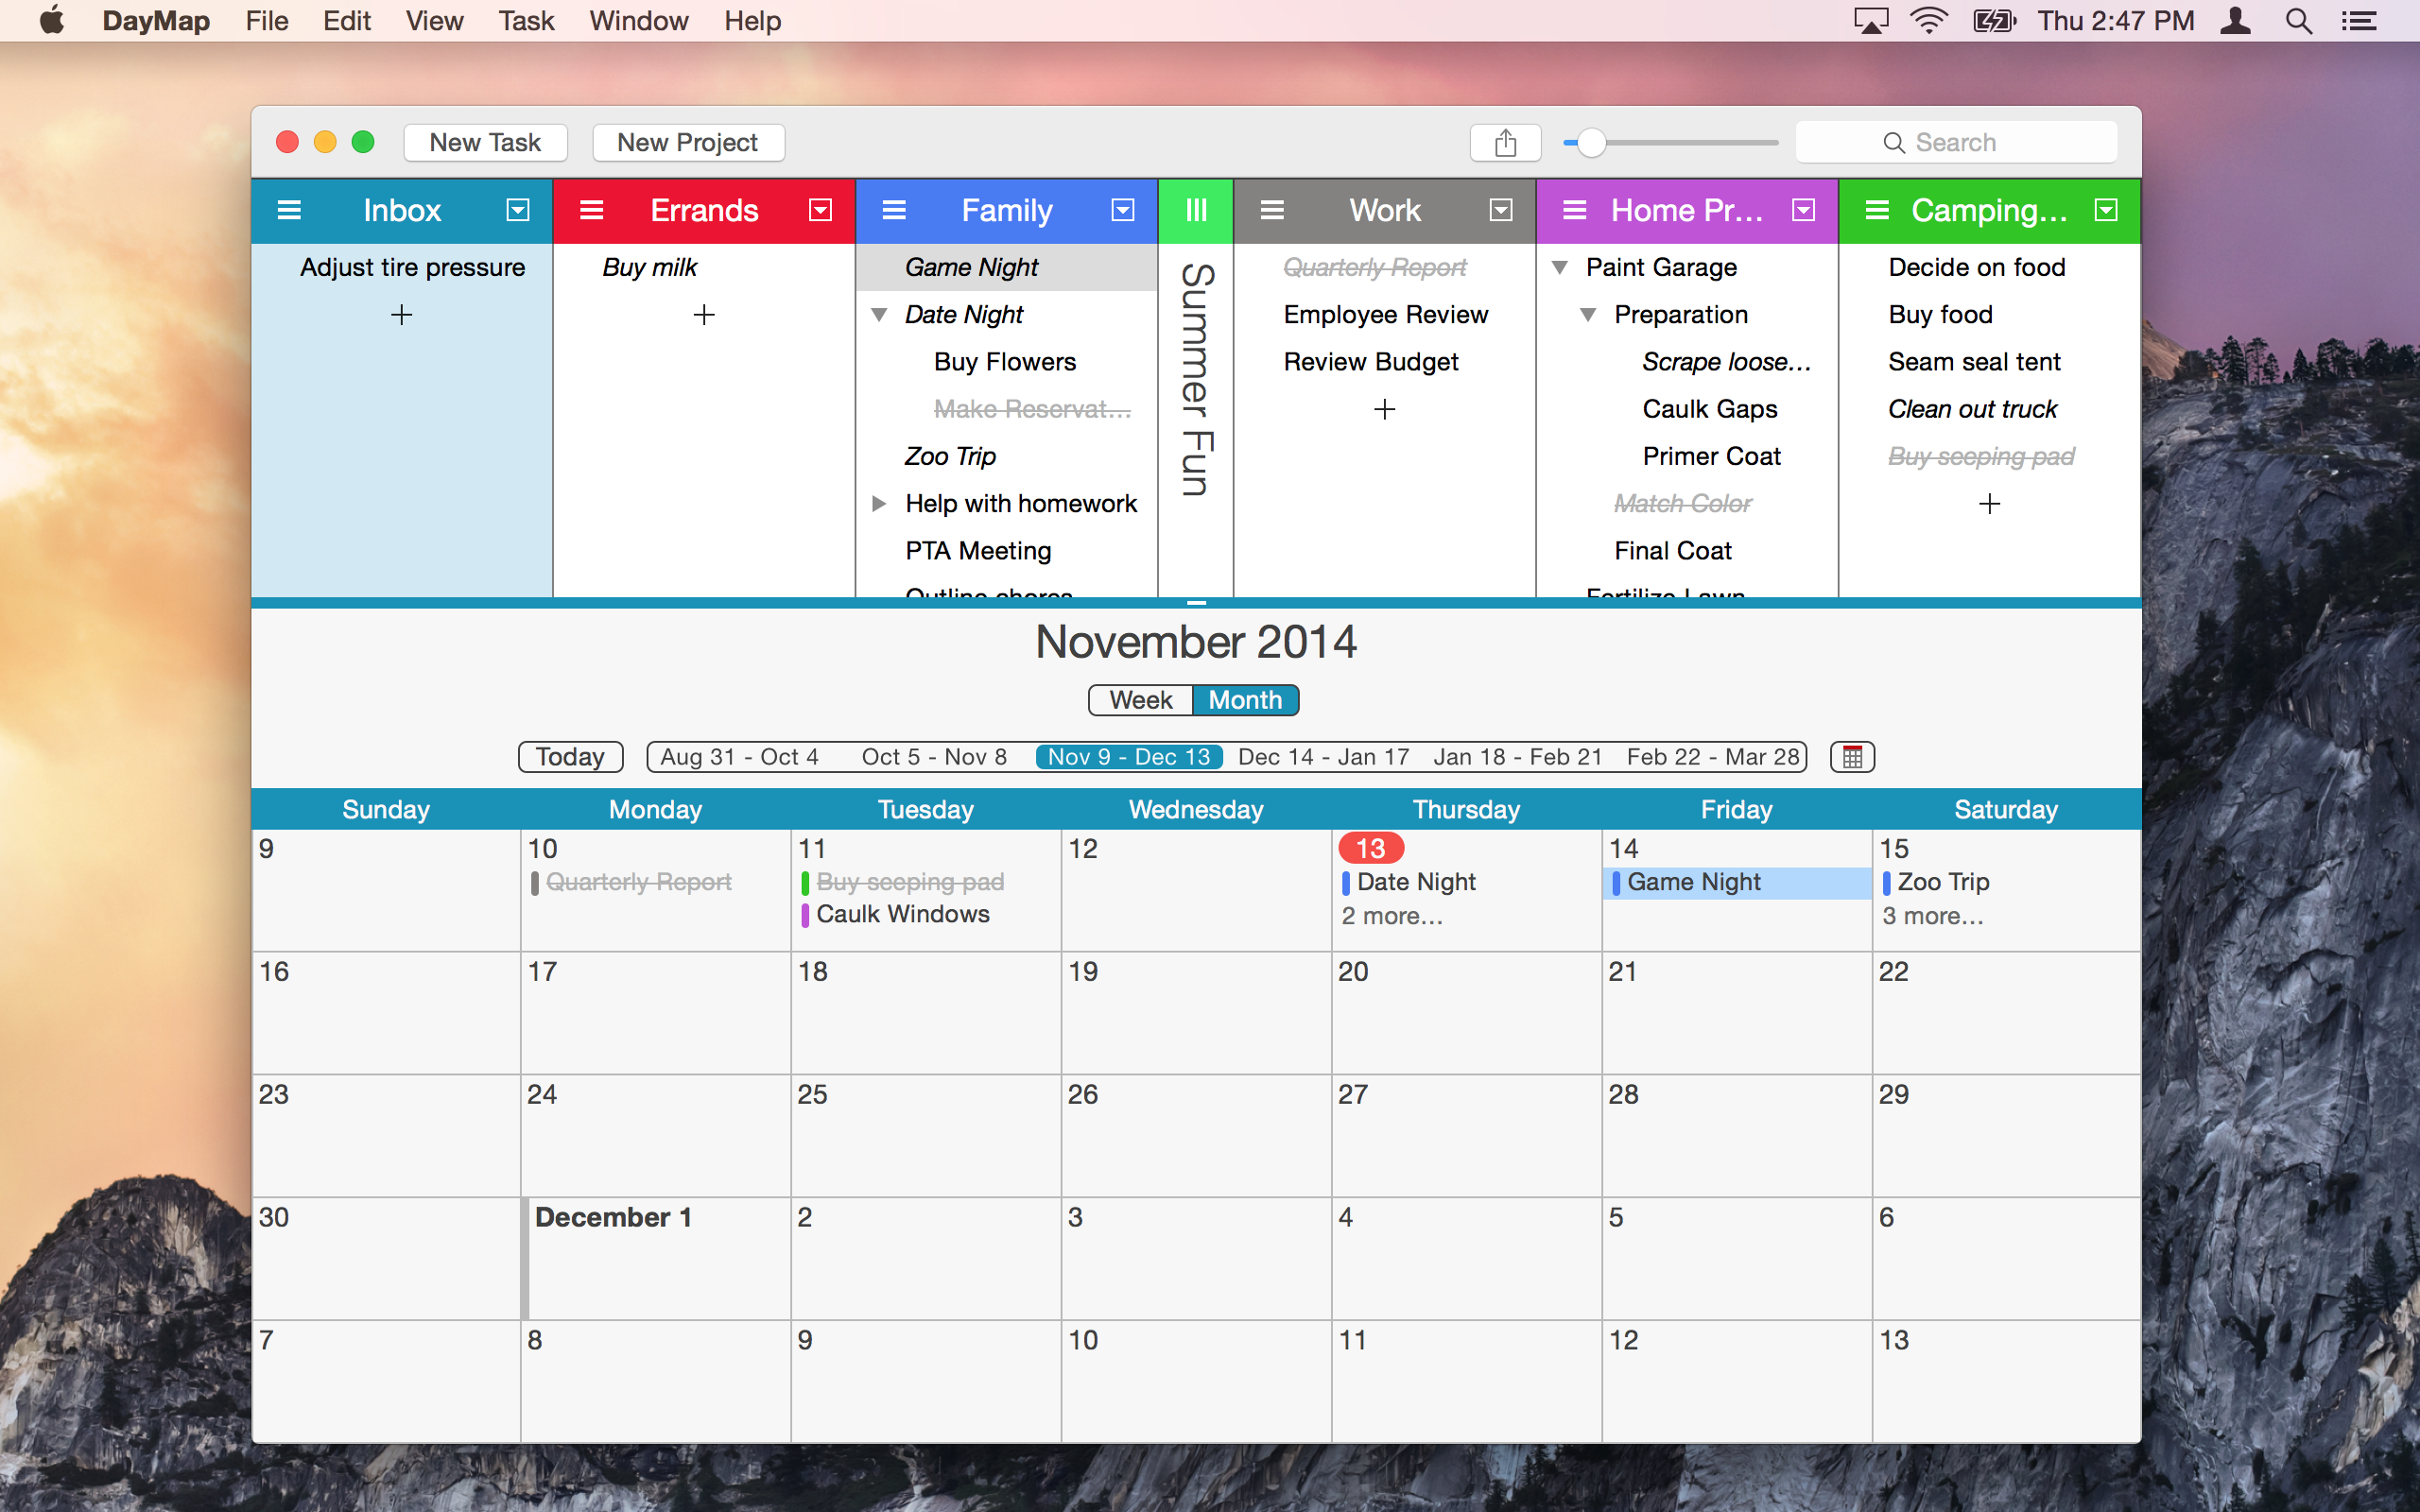 DayMap File Edit View Task Window Help Thu 2:47 PM
New Task New Project Search
Inbox Errands Family Work Home Pr... Camping...
Adjust tire pressure
Buy milk
Game Night
Date Night
Buy Flowers
Make Reservat...
Zoo Trip
Help with homework
PTA Meeting
Outline chores
Summer Fun
Quarterly Report
Employee Review
Review Budget
Paint Garage
Preparation
Scrape loose...
Caulk Gaps
Primer Coat
Match Color
Final Coat
Fertilize Lawn
Decide on food
Buy food
Seam seal tent
Clean out truck
Buy seeping pad
November 2014
Week Month
Today Aug 31 - Oct 4 Oct 5 - Nov 8 Nov 9 - Dec 13 Dec 14 - Jan 17 Jan 18 - Feb 21 Feb 22 - Mar 28
Sunday Monday Tuesday Wednesday Thursday Friday Saturday
9 10 11 12 13 14 15
Quarterly Report Buy seeping pad Date Night Game Night Zoo Trip
Caulk Windows 2 more... 3 more...
16 17 18 19 20 21 22
23 24 25 26 27 28 29
30 December 1 2 3 4 5 6
7 8 9 10 11 12 13